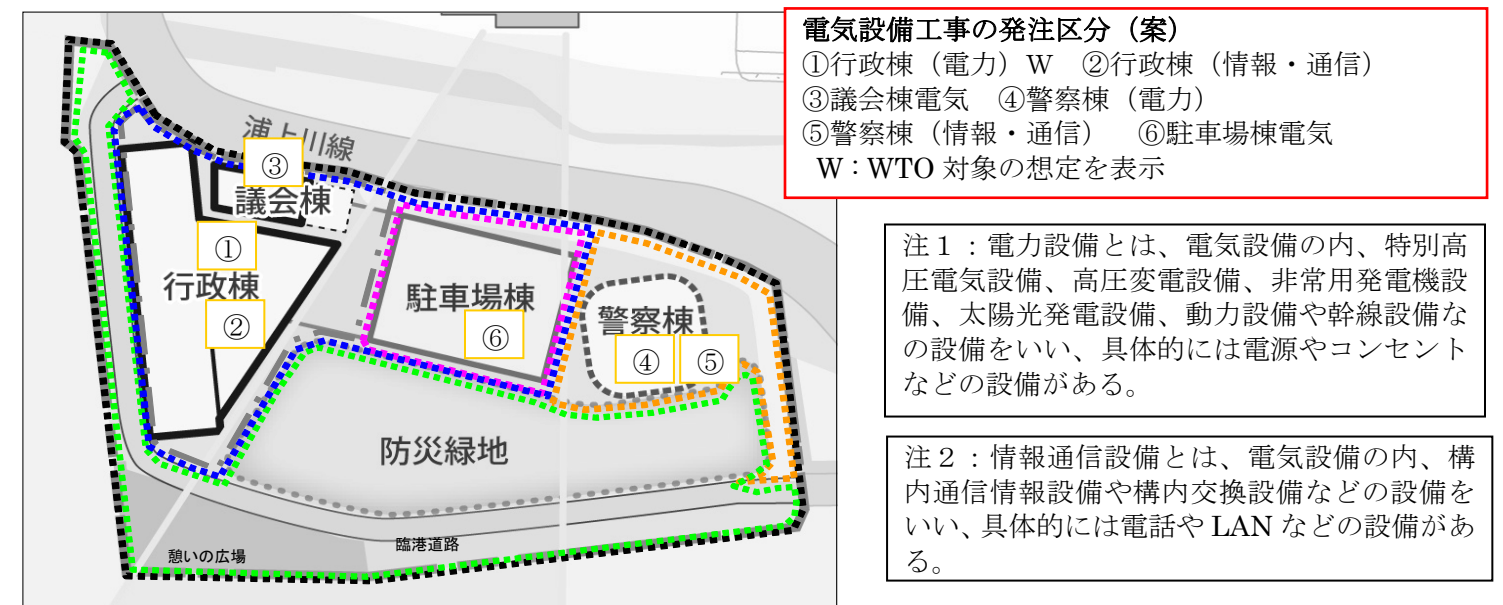 電気設備工事の発注区分（案）
①行政棟（電力）W　②行政棟（情報・通信）
③議会棟電気　④警察棟（電力）
⑤警察棟（情報・通信）　⑥駐車場棟電気
W：WTO 対象の想定を表示
浦上川線
③
議会棟
①
行政棟
②
駐車場棟
⑥
警察棟
④ ⑤
防災緑地
臨港道路
憩いの広場
注１：電力設備とは、電気設備の内、特別高
圧電気設備、高圧変電設備、非常用発電機設
備、太陽光発電設備、動力設備や幹線設備な
の設備をいい、具体的には電源やコンセント
などの設備がある。
注２：情報通信設備とは、電気設備の内、構
内通信情報設備や構内交換設備などの設備を
いい、具体的には電話や LAN などの設備があ
る。